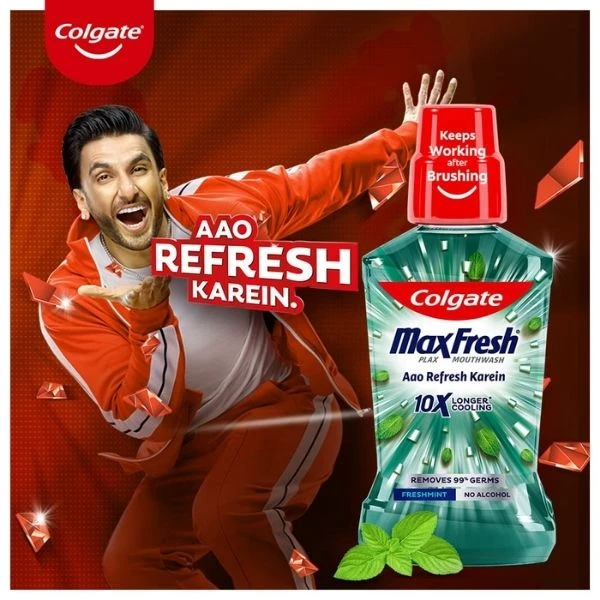 Colgate®
AAO
REFRESH
KAREIN.
Keeps
Working
after
Brushing
Colgate
MaxFresh®
PLAX MOUTHWASH
Aao Refresh Karein
10X LONGER*
COOLING
REMOVES 99% GERMS
FRESHMINT NO ALCOHOL